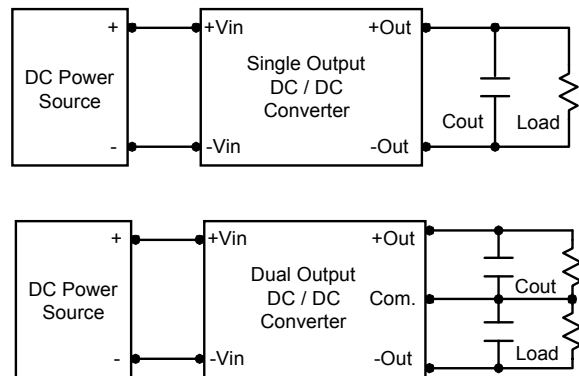 + +Vin +Out
DC Power
Source
Single Output
DC / DC
Converter
Cout Load
- -Vin -Out
+ +Vin +Out
DC Power
Source
Dual Output
DC / DC
Converter
Com.
Cout
Load
- -Vin -Out